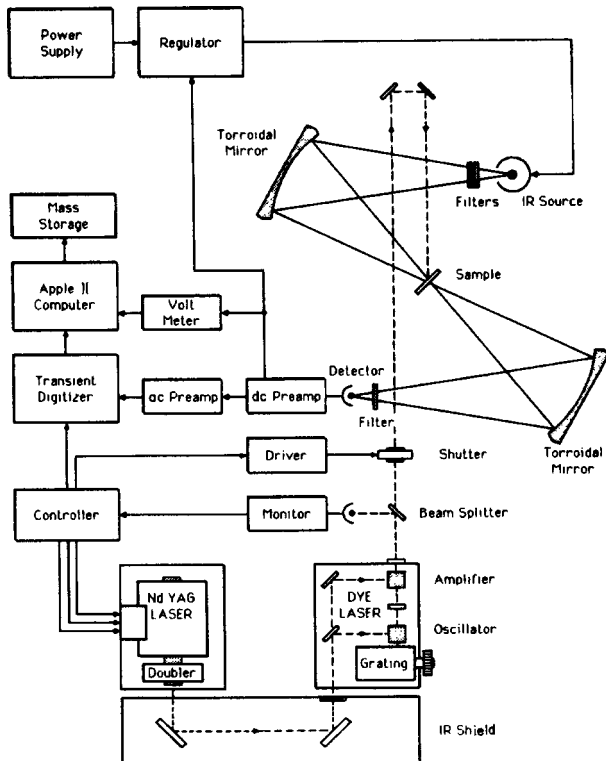 Power
Supply
Regulator
Torroidal
Mirror
Filters
IR Source
Mass
Storage
Sample
Apple ][
Computer
Volt
Meter
Transient
Digitizer
ac Preamp
dc Preamp
Detector
Filter
Torroidal
Mirror
Driver
Shutter
Controller
Monitor
Beam Splitter
Nd YAG
LASER
Doubler
DYE
LASER
Amplifier
Oscillator
Grating
IR Shield